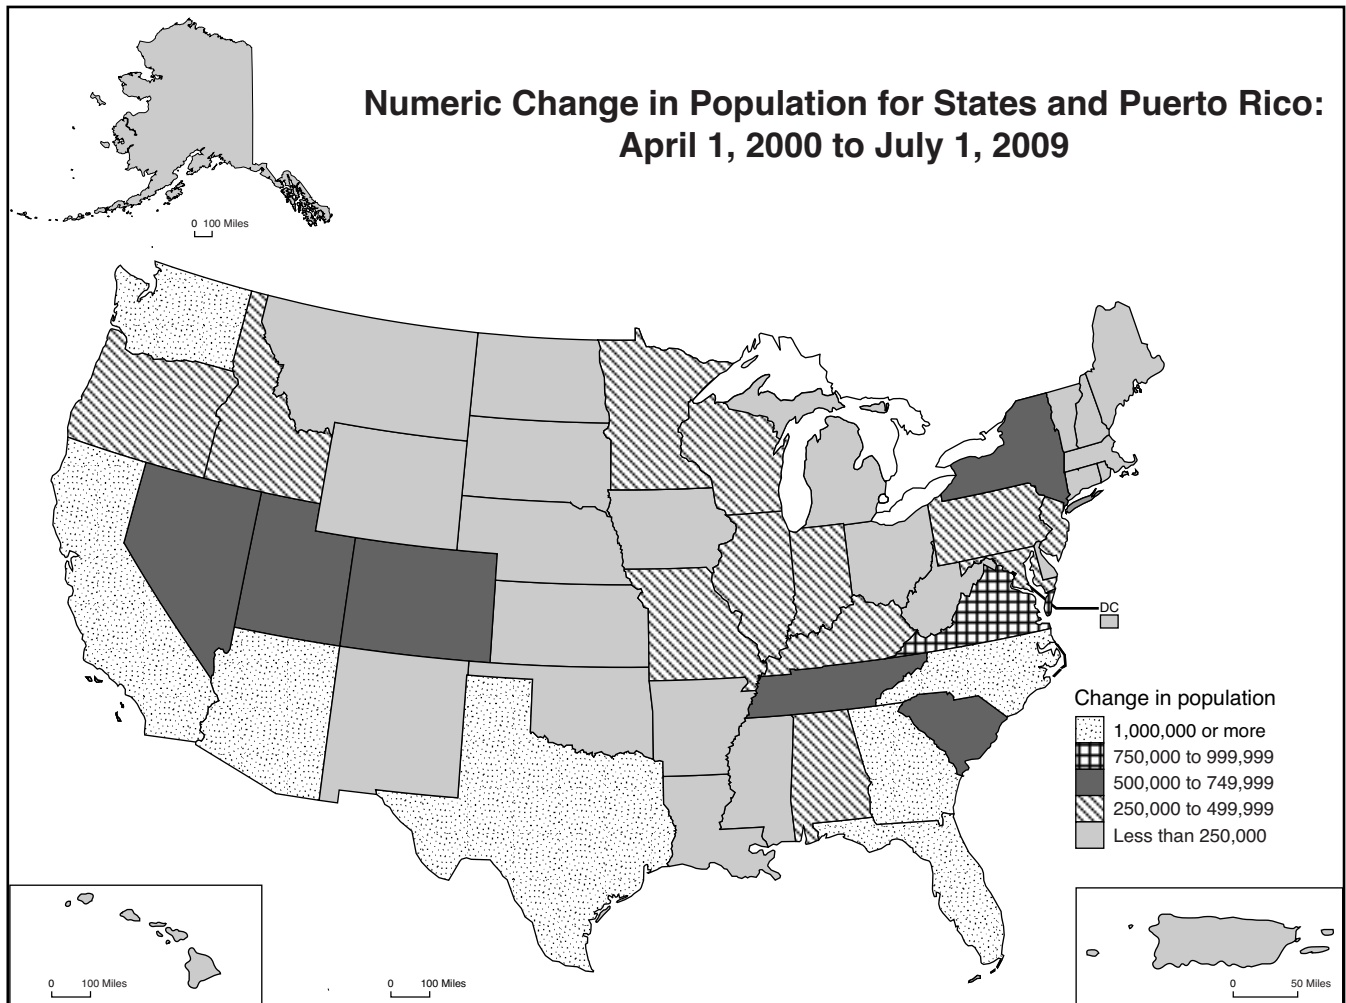 Numeric Change in Population for States and Puerto Rico:
April 1, 2000 to July 1, 2009
0 100 Miles
DC
Change in population
1,000,000 or more
750,000 to 999,999
500,000 to 749,999
250,000 to 499,999
Less than 250,000
0 100 Miles
0 100 Miles
0 50 Miles